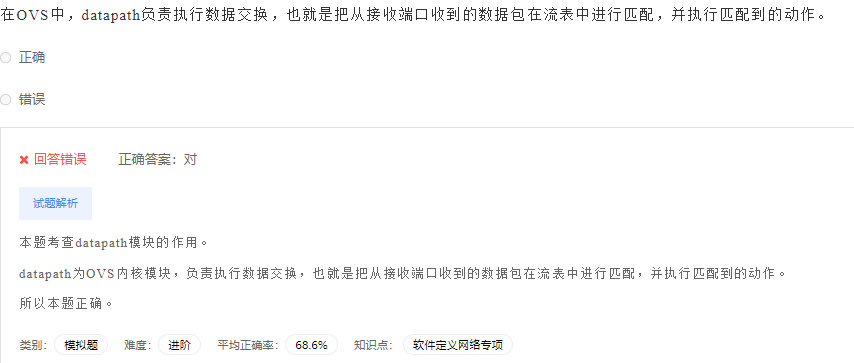 在OVS中，datapath负责执行数据交换，也就是把从接收端口收到的数据包在流表中进行匹配，并执行匹配到的动作。
正确
错误
回答错误 正确答案：对
试题解析
本题考查datapath模块的作用。
datapath为OVS内核模块，负责执行数据交换，也就是把从接收端口收到的数据包在流表中进行匹配，并执行匹配到的动作。
所以本题正确。
类别： 模拟题 难度： 进阶 平均正确率： 68.6% 知识点： 软件定义网络专项